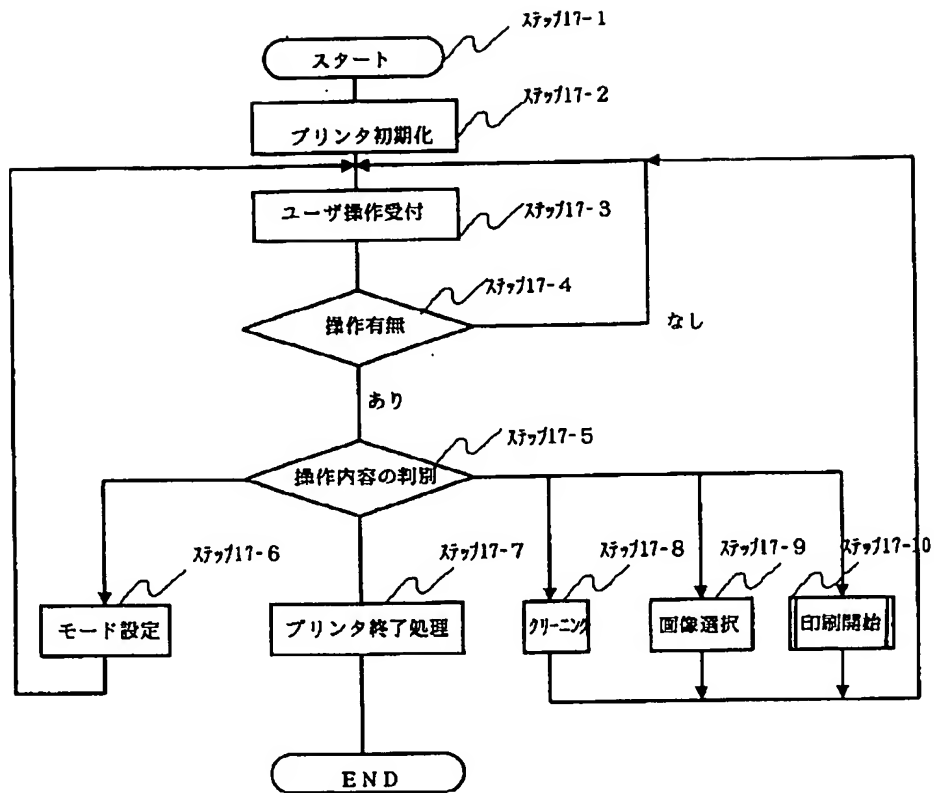 ステップ17-1
スタート
ステップ17-2
プリンタ初期化
ユーザ操作受付
ステップ17-3
ステップ17-4
操作有無
なし
あり
ステップ17-5
操作内容の判別
ステップ17-6
ステップ17-7
ステップ17-8
ステップ17-9
ステップ17-10
モード設定
プリンタ終了処理
クリーニング
画像選択
印刷開始
END